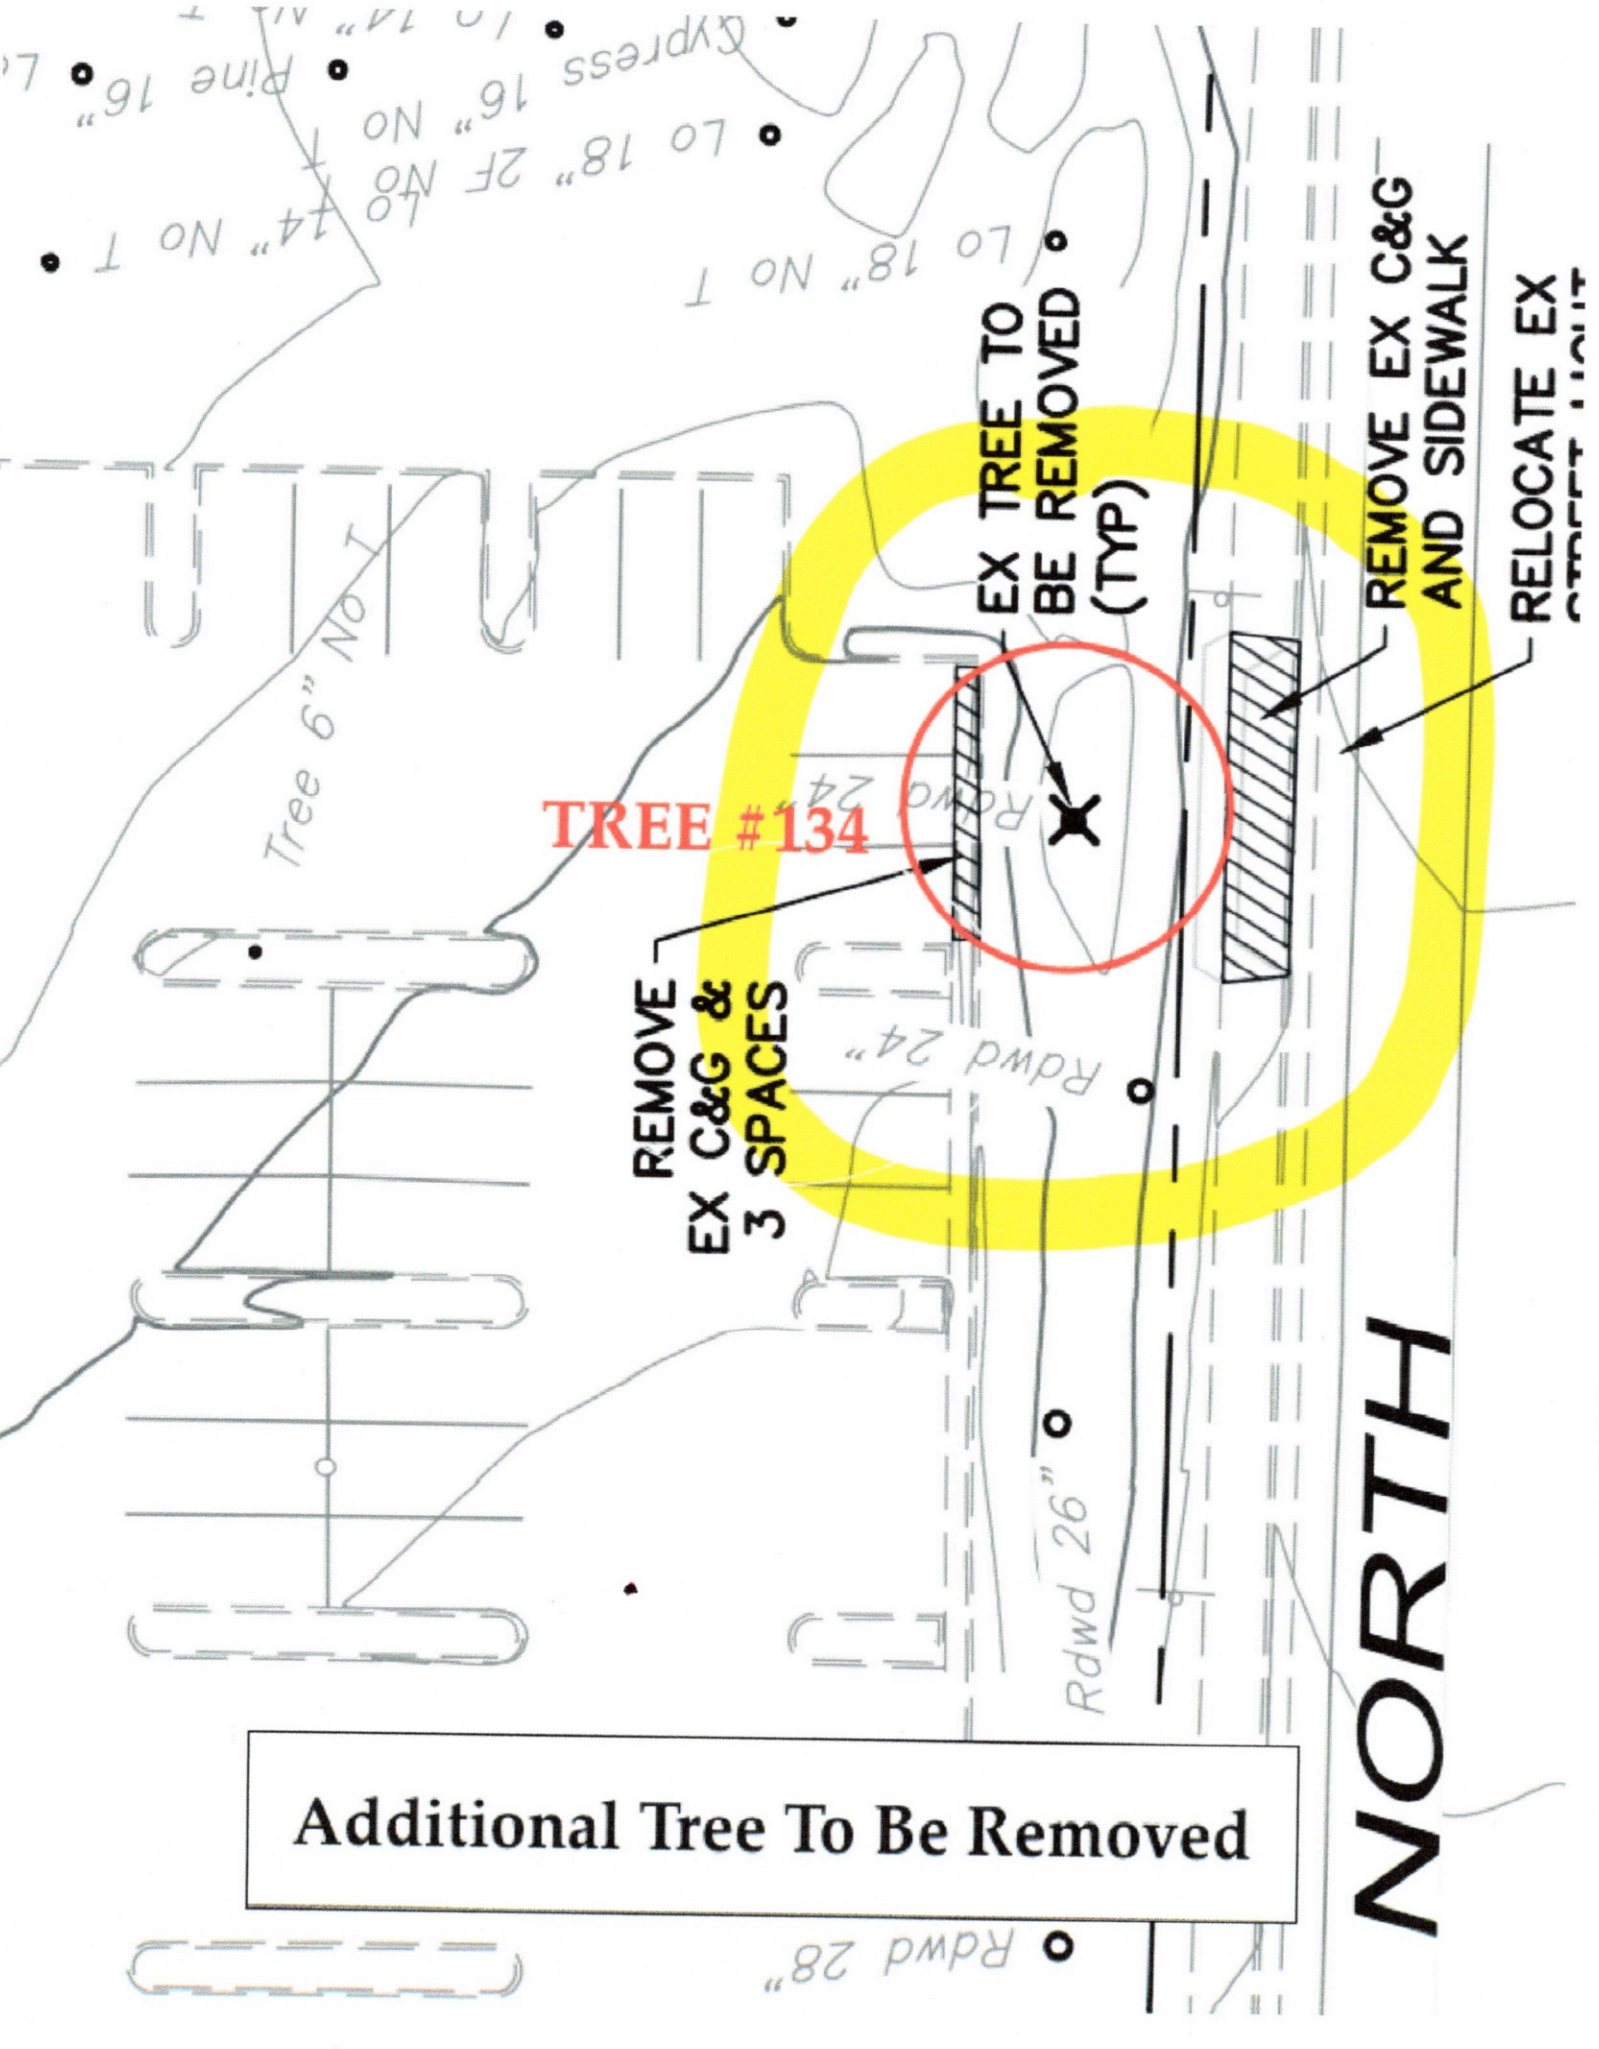 Lo 14"
Pine 16"
Cypress 16" No T
Lo 18" 2F No T
Lo 14" No T
Lo 18" No T
EX TREE TO
BE REMOVED
(TYP)
REMOVE EX C&G
AND SIDEWALK
RELOCATE EX
Tree 6" No T
Rdwd 24"
TREE #134
REMOVE
EX C&G &
3 SPACES
Rdwd 24"
Rdwd 26"
NORTH
Additional Tree To Be Removed
Rdwd 28"